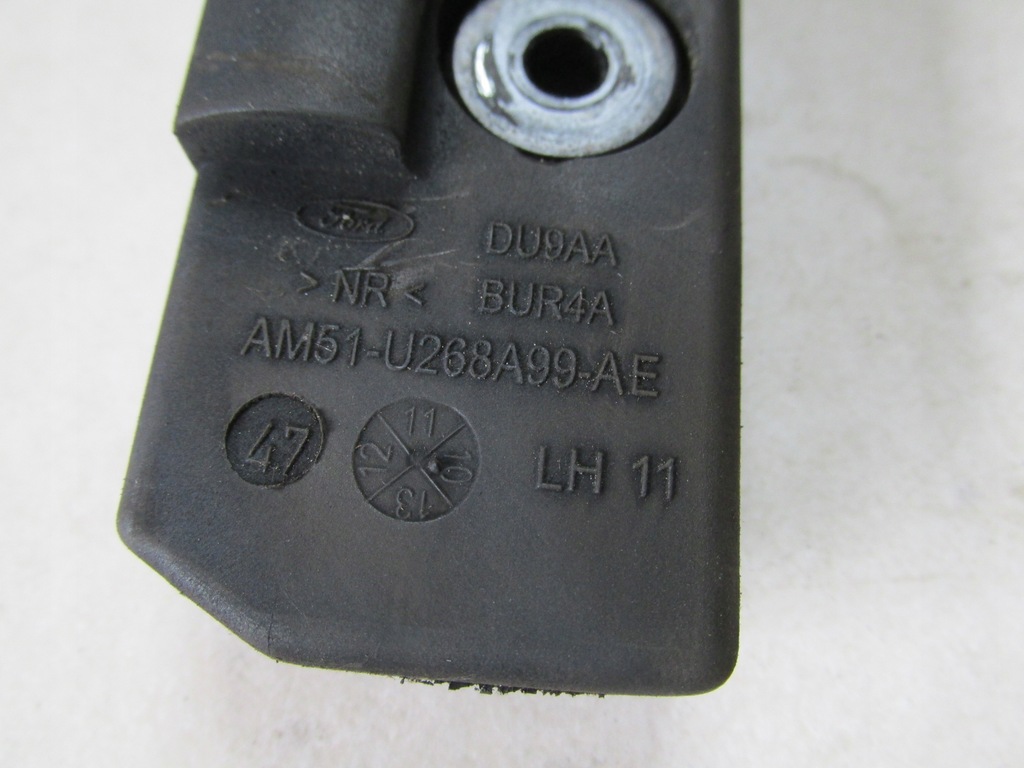 Ford DU9AA
>NR< BUR4A
AM51-U268A99-AE
47 11 12 10 13 LH 11